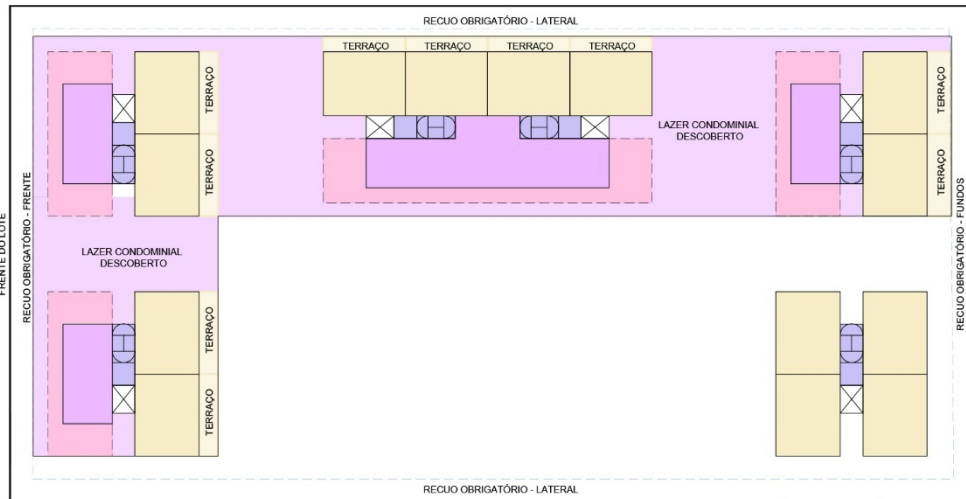 RECUO OBRIGATÓRIO - LATERAL
TERRAÇO
TERRAÇO
TERRAÇO
TERRAÇO
TERRAÇO
TERRAÇO
LAZER CONDOMINIAL
DESCOBERTO
TERRAÇO
TERRAÇO
FRENTE DO LOTE
RECUO OBRIGATÓRIO - FRENTE
LAZER CONDOMINIAL
DESCOBERTO
RECUO OBRIGATÓRIO - FUNDOS
TERRAÇO
TERRAÇO
RECUO OBRIGATÓRIO - LATERAL